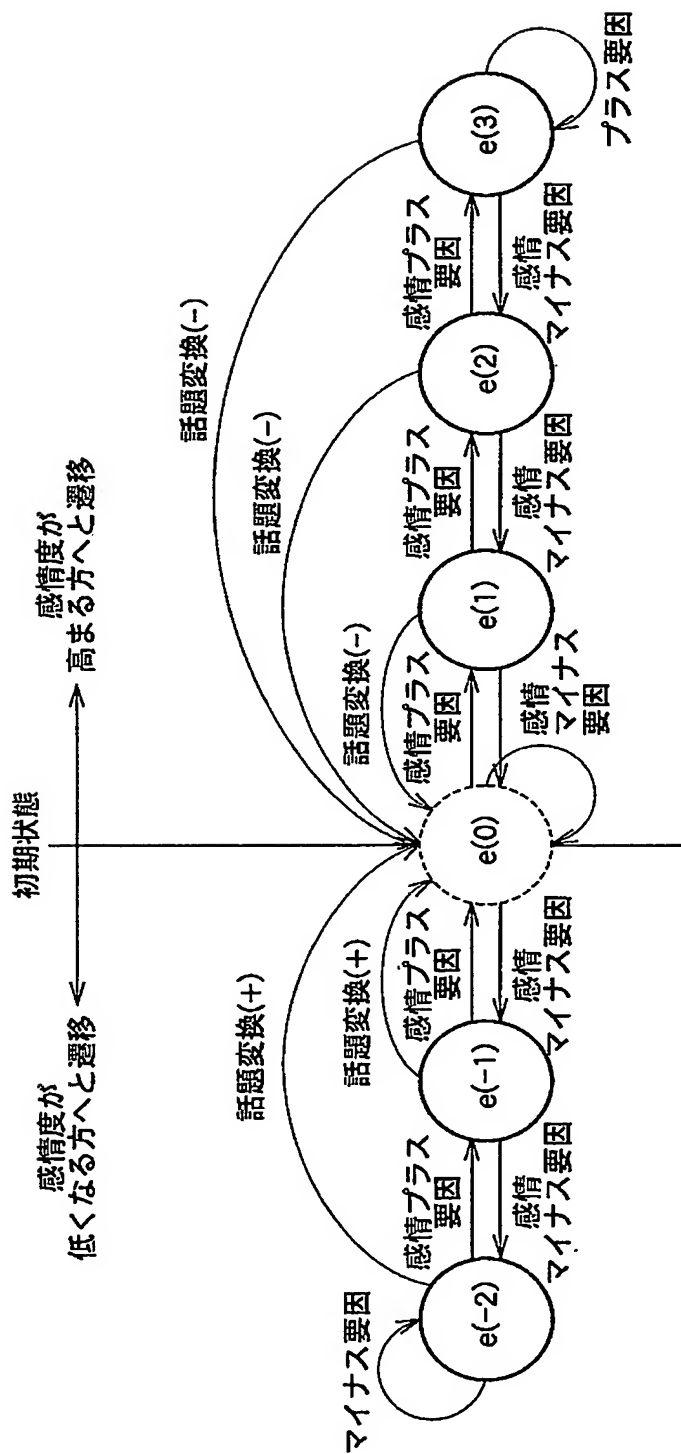 初期状態
感情度が
低くなる方へと遷移
感情度が
高まる方へと遷移
話題変換(+)
話題変換(+)
話題変換(-)
話題変換(-)
話題変換(-)
マイナス要因
感情プラス
要因
感情プラス
要因
感情プラス
要因
感情プラス
要因
感情プラス
要因
e(-2)
e(-1)
e(0)
e(1)
e(2)
e(3)
感情
マイナス要因
感情
マイナス要因
感情
マイナス
要因
感情
マイナス要因
感情
マイナス要因
プラス要因